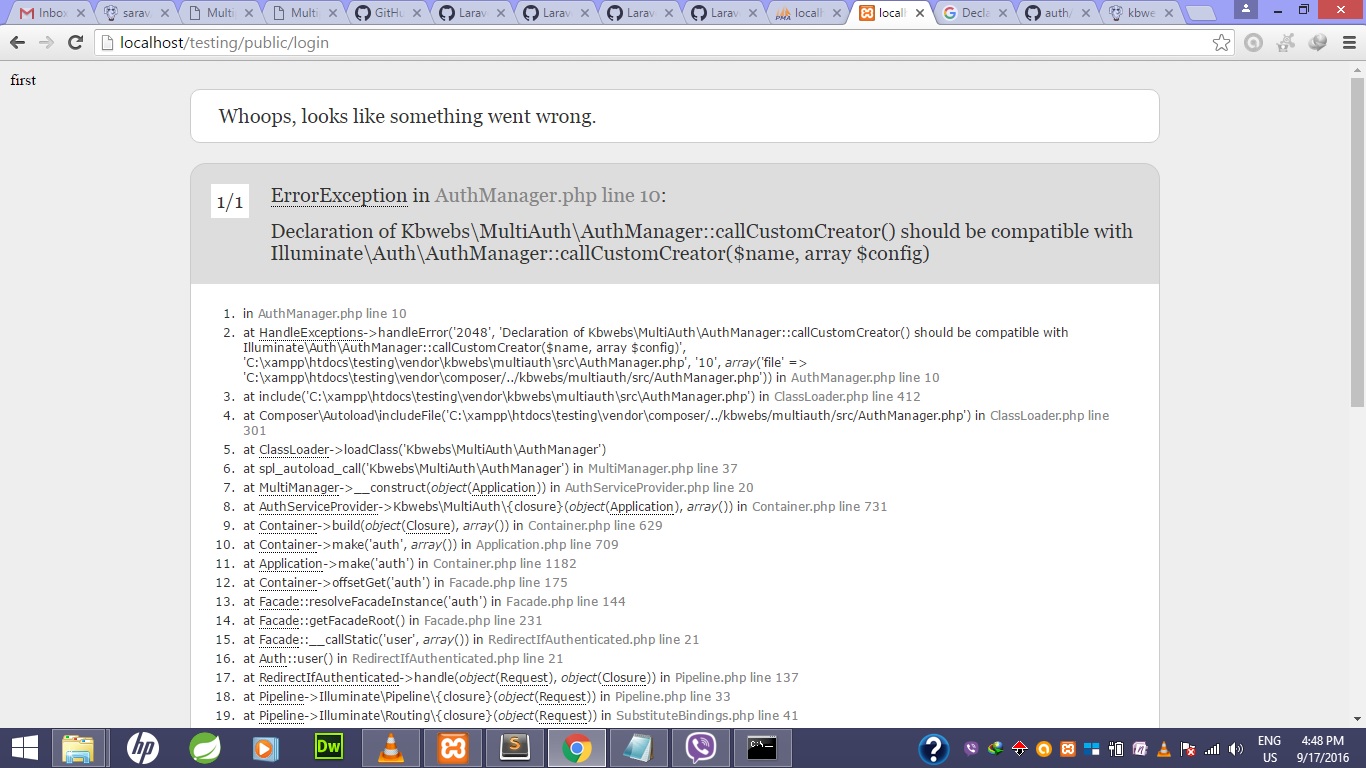 Inbox
sarav
Multi
Multi
GitHu
Larav
Larav
Larav
Larav
localh
localh
Decla
auth/
kbwe
localhost/testing/public/login
first
Whoops, looks like something went wrong.
1/1
ErrorException in AuthManager.php line 10:
Declaration of Kbwebs\MultiAuth\AuthManager::callCustomCreator() should be compatible with
Illuminate\Auth\AuthManager::callCustomCreator($name, array $config)
1. in AuthManager.php line 10
2. at HandleExceptions->handleError('2048', 'Declaration of Kbwebs\MultiAuth\AuthManager::callCustomCreator() should be compatible with
Illuminate\Auth\AuthManager::callCustomCreator($name, array $config)',
'C:\xampp\htdocs\testing\vendor\kbwebs\multiauth\src\AuthManager.php', '10', array('file' =>
'C:\xampp\htdocs\testing\vendor\composer/../kbwebs/multiauth/src/AuthManager.php')) in AuthManager.php line 10
3. at include('C:\xampp\htdocs\testing\vendor\kbwebs\multiauth\src\AuthManager.php') in ClassLoader.php line 412
4. at Composer\Autoload\includeFile('C:\xampp\htdocs\testing\vendor\composer/../kbwebs/multiauth/src/AuthManager.php') in ClassLoader.php line
301
5. at ClassLoader->loadClass('Kbwebs\MultiAuth\AuthManager')
6. at spl_autoload_call('Kbwebs\MultiAuth\AuthManager') in MultiManager.php line 37
7. at MultiManager->__construct(object(Application)) in AuthServiceProvider.php line 20
8. at AuthServiceProvider->Kbwebs\MultiAuth\{closure}(object(Application), array()) in Container.php line 731
9. at Container->build(object(Closure), array()) in Container.php line 629
10. at Container->make('auth', array()) in Application.php line 709
11. at Application->make('auth') in Container.php line 1182
12. at Container->offsetGet('auth') in Facade.php line 175
13. at Facade::resolveFacadeInstance('auth') in Facade.php line 144
14. at Facade::getFacadeRoot() in Facade.php line 231
15. at Facade::__callStatic('user', array()) in RedirectIfAuthenticated.php line 21
16. at Auth::user() in RedirectIfAuthenticated.php line 21
17. at RedirectIfAuthenticated->handle(object(Request), object(Closure)) in Pipeline.php line 137
18. at Pipeline->Illuminate\Pipeline\{closure}(object(Request)) in Pipeline.php line 33
19. at Pipeline->Illuminate\Routing\{closure}(object(Request)) in SubstituteBindings.php line 41
ENG
US
4:48 PM
9/17/2016